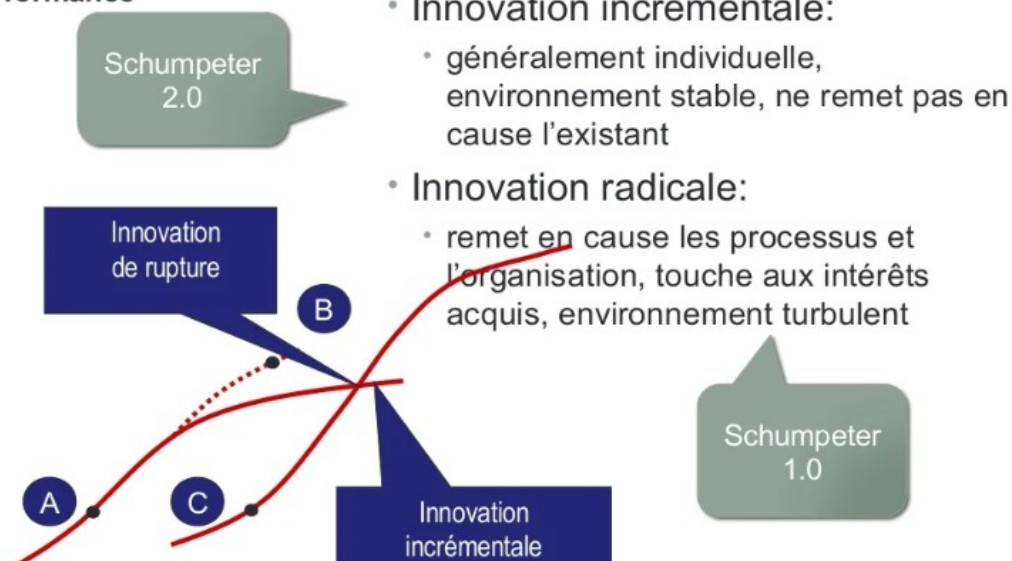 Schumpeter
2.0
Innovation incrémentale:
généralement individuelle,
environnement stable, ne remet pas en
cause l'existant
Innovation radicale:
remet en cause les processus et
l'organisation, touche aux intérêts
acquis, environnement turbulent
Innovation
de rupture
B
A
C
Innovation
incrémentale
Schumpeter
1.0